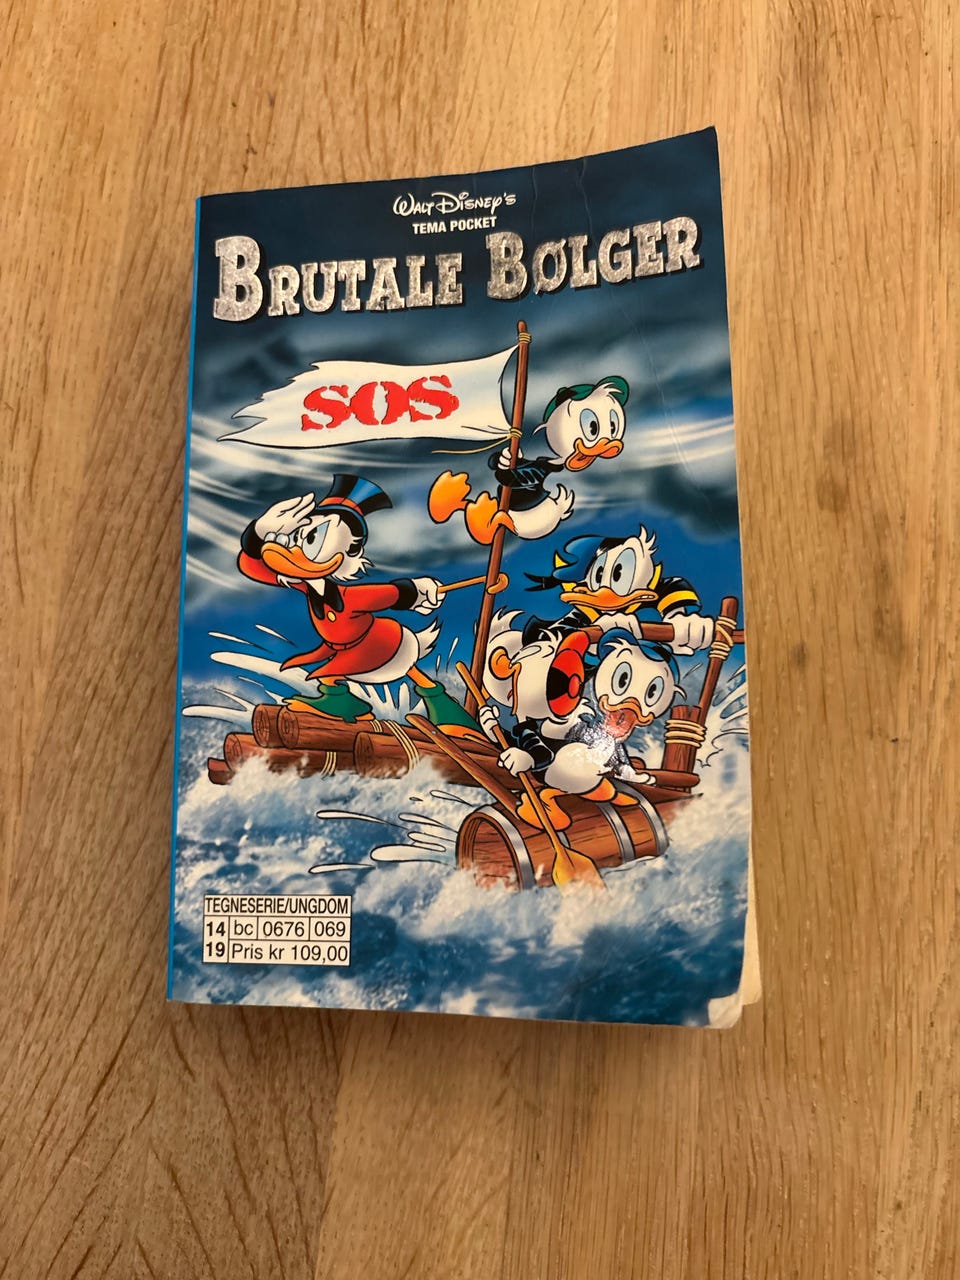 WALT DISNEY'S
TEMA POCKET
BRUTALE BØLGER
SOS
TEGNESERIE/UNGDOM
14 bc 0676 069
19 Pris kr 109,00